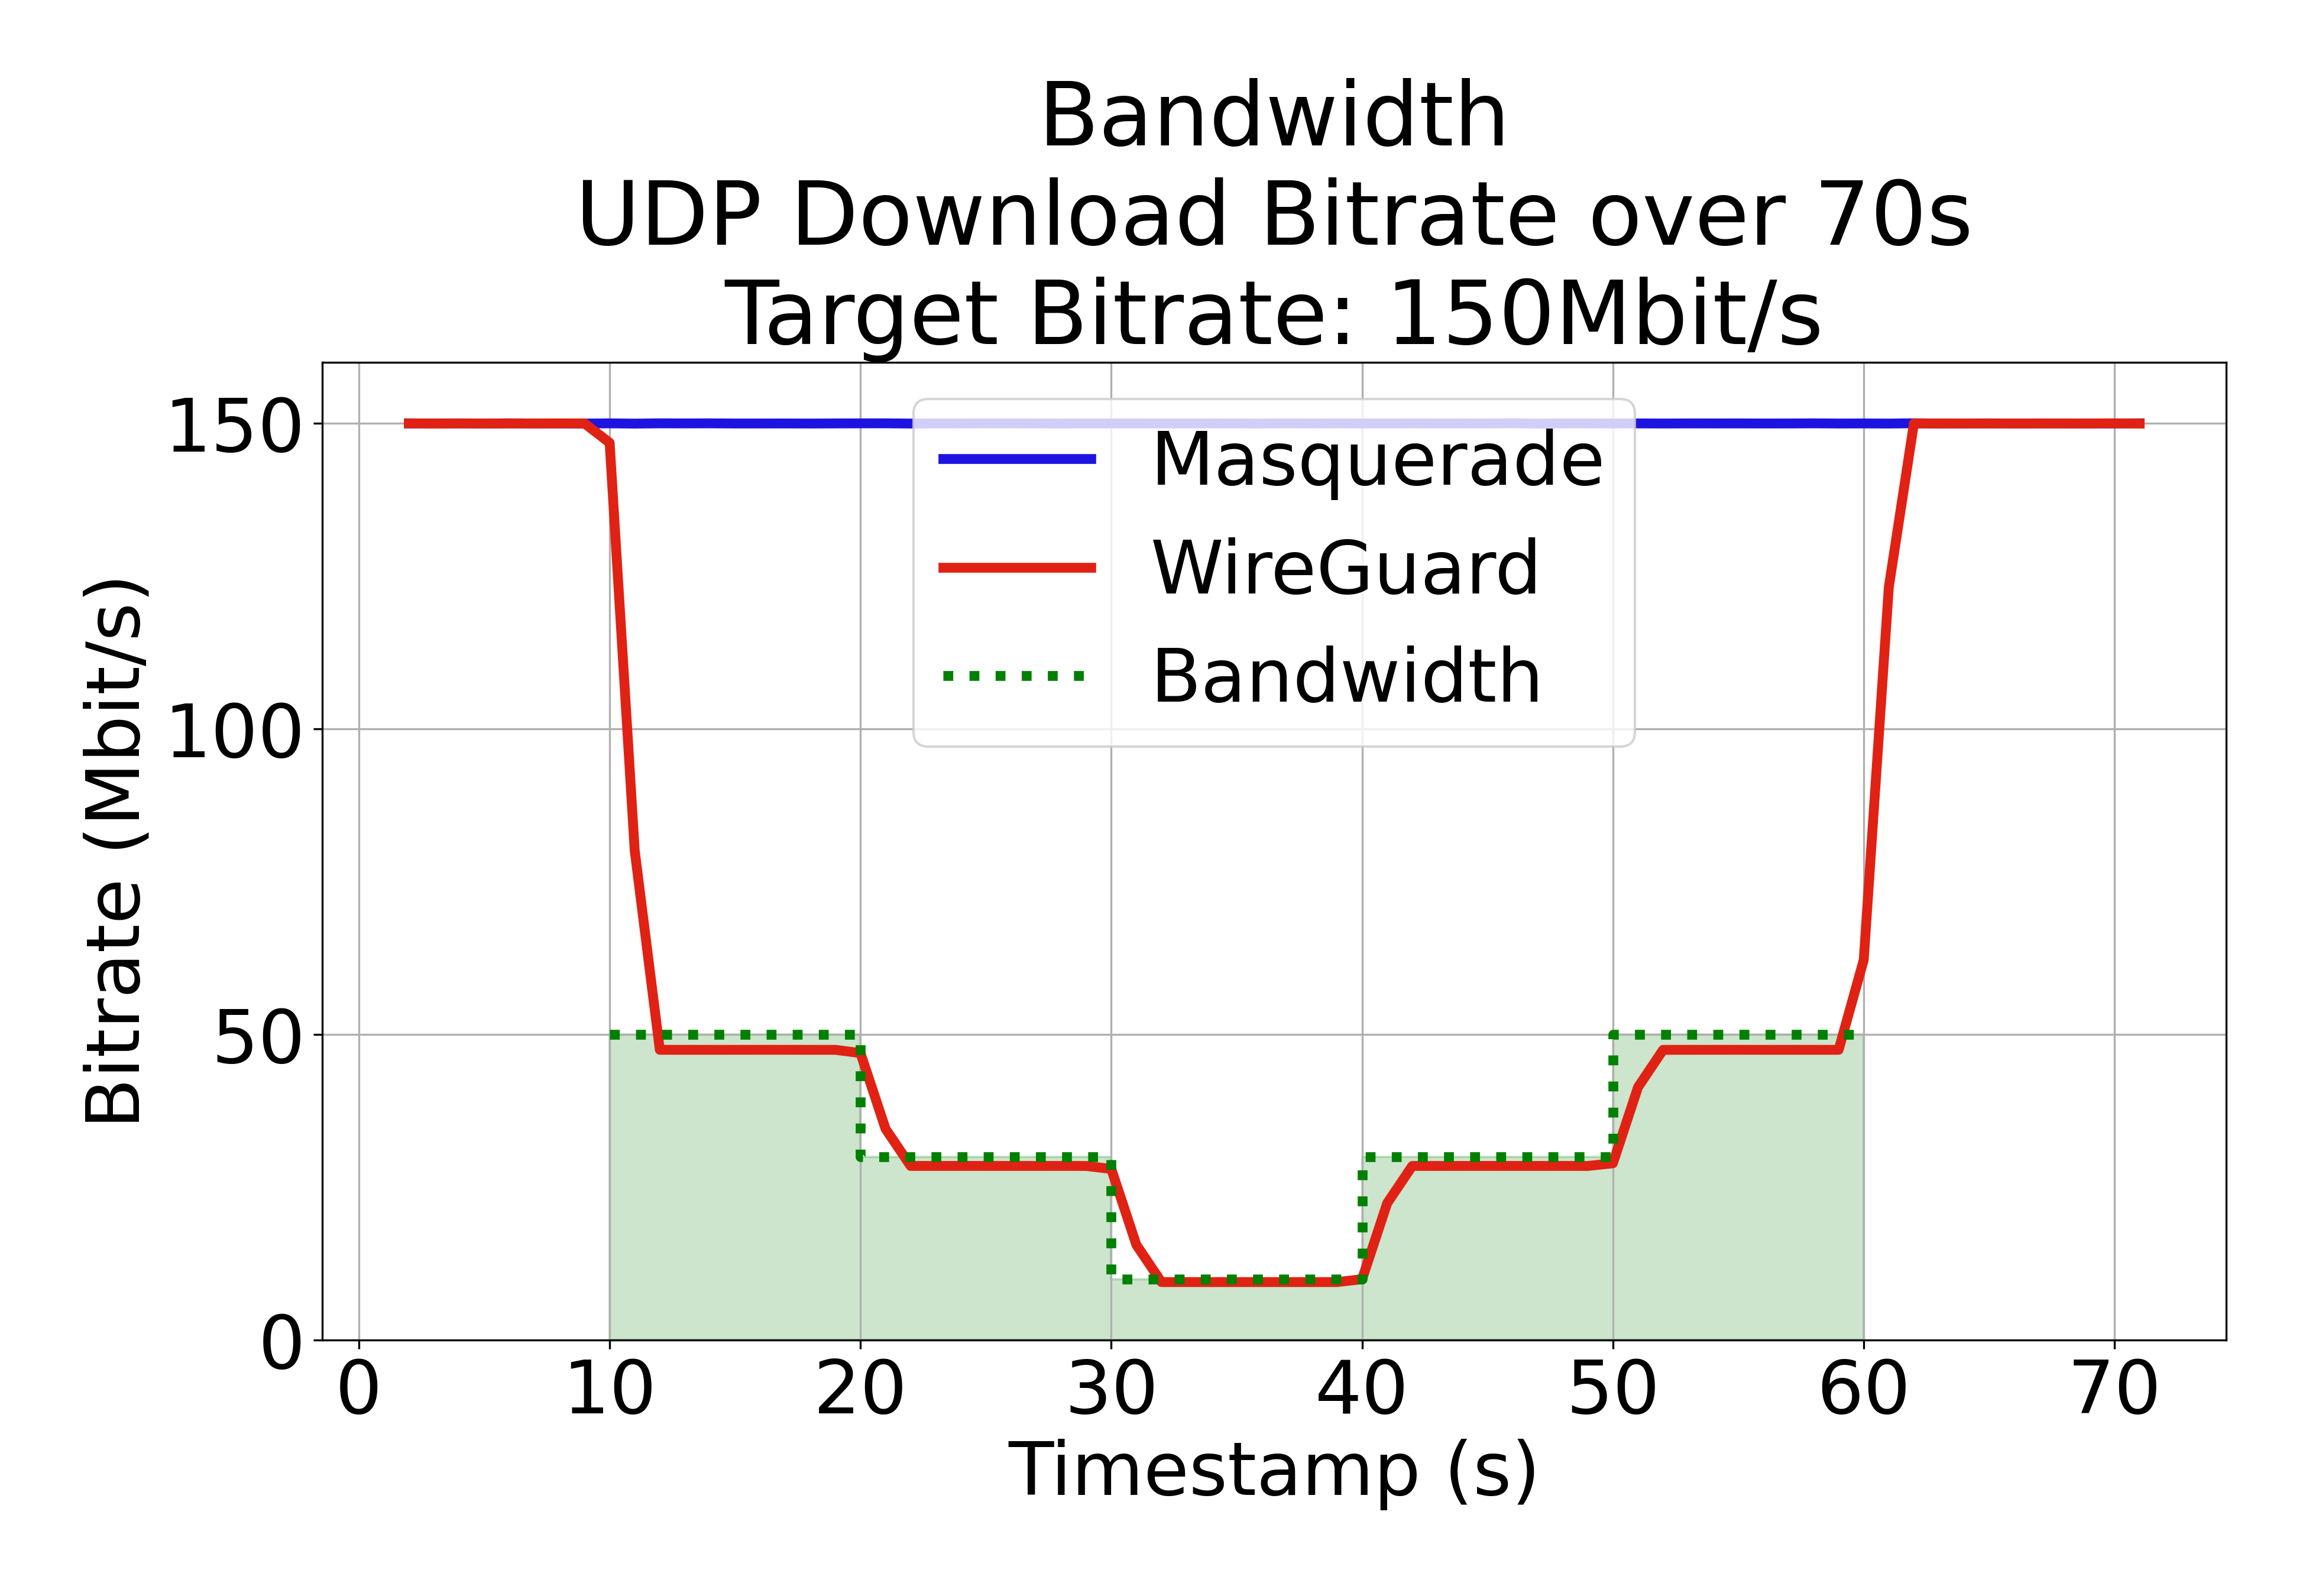 Bandwidth
UDP Download Bitrate over 70s
Target Bitrate: 150Mbit/s
Bitrate (Mbit/s)
150
100
50
0
Masquerade
WireGuard
Bandwidth
0 10 20 30 40 50 60 70
Timestamp (s)